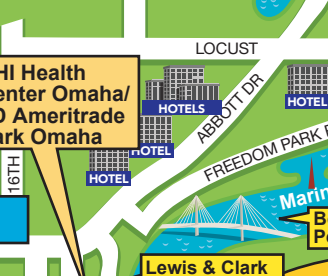 LOCUST
HI Health
enter Omaha/
Ameritrade
ark Omaha
HOTELS
HOTEL
ABBOTT DR
HOTEL
FREEDOM PARK
16TH
HOTEL
Marin
Lewis & Clark